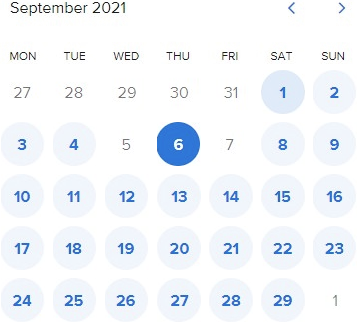 September 2021
MON TUE WED THU FRI SAT SUN
27 28 29 30 31 1 2
3 4 5 6 7 8 9
10 11 12 13 14 15 16
17 18 19 20 21 22 23
24 25 26 27 28 29 1